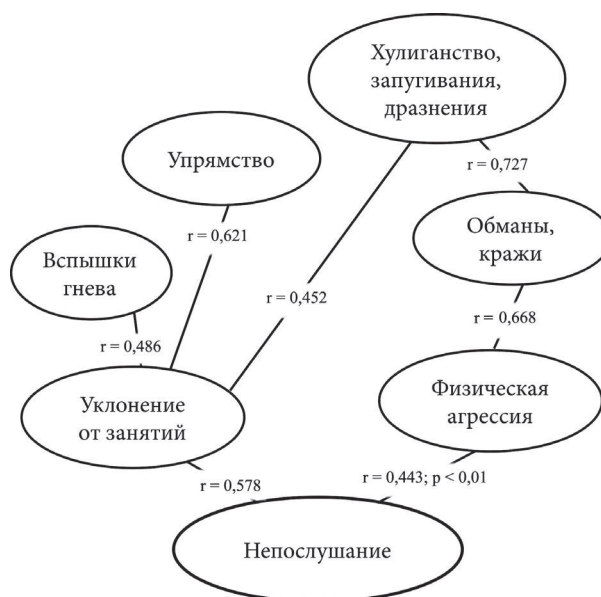 Хулиганство,
запугивания,
дразнения
Упрямство
r = 0,727
Обманы,
кражи
r = 0,621
Вспышки
гнева
r = 0,452
r = 0,668
r = 0,486
Физическая
агрессия
Уклонение
от занятий
r = 0,578
r = 0,443; p < 0,01
Непослушание